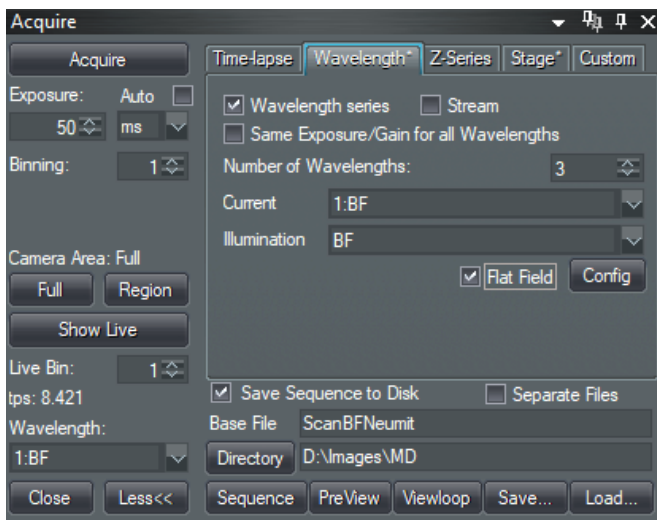 Acquire
Acquire
Exposure: Auto
50 ms
Binning: 1
Camera Area: Full
Full Region
Show Live
Live Bin: 1
tps: 8.421
Wavelength:
1:BF
Close Less<<
Time-lapse Wavelength* Z-Series Stage* Custom
Wavelength series Stream
Same Exposure/Gain for all Wavelengths
Number of Wavelengths: 3
Current 1:BF
Illumination BF
Flat Field Config
Save Sequence to Disk Separate Files
Base File ScanBFNeumit
Directory D:\Images\MD
Sequence PreView Viewloop Save... Load...